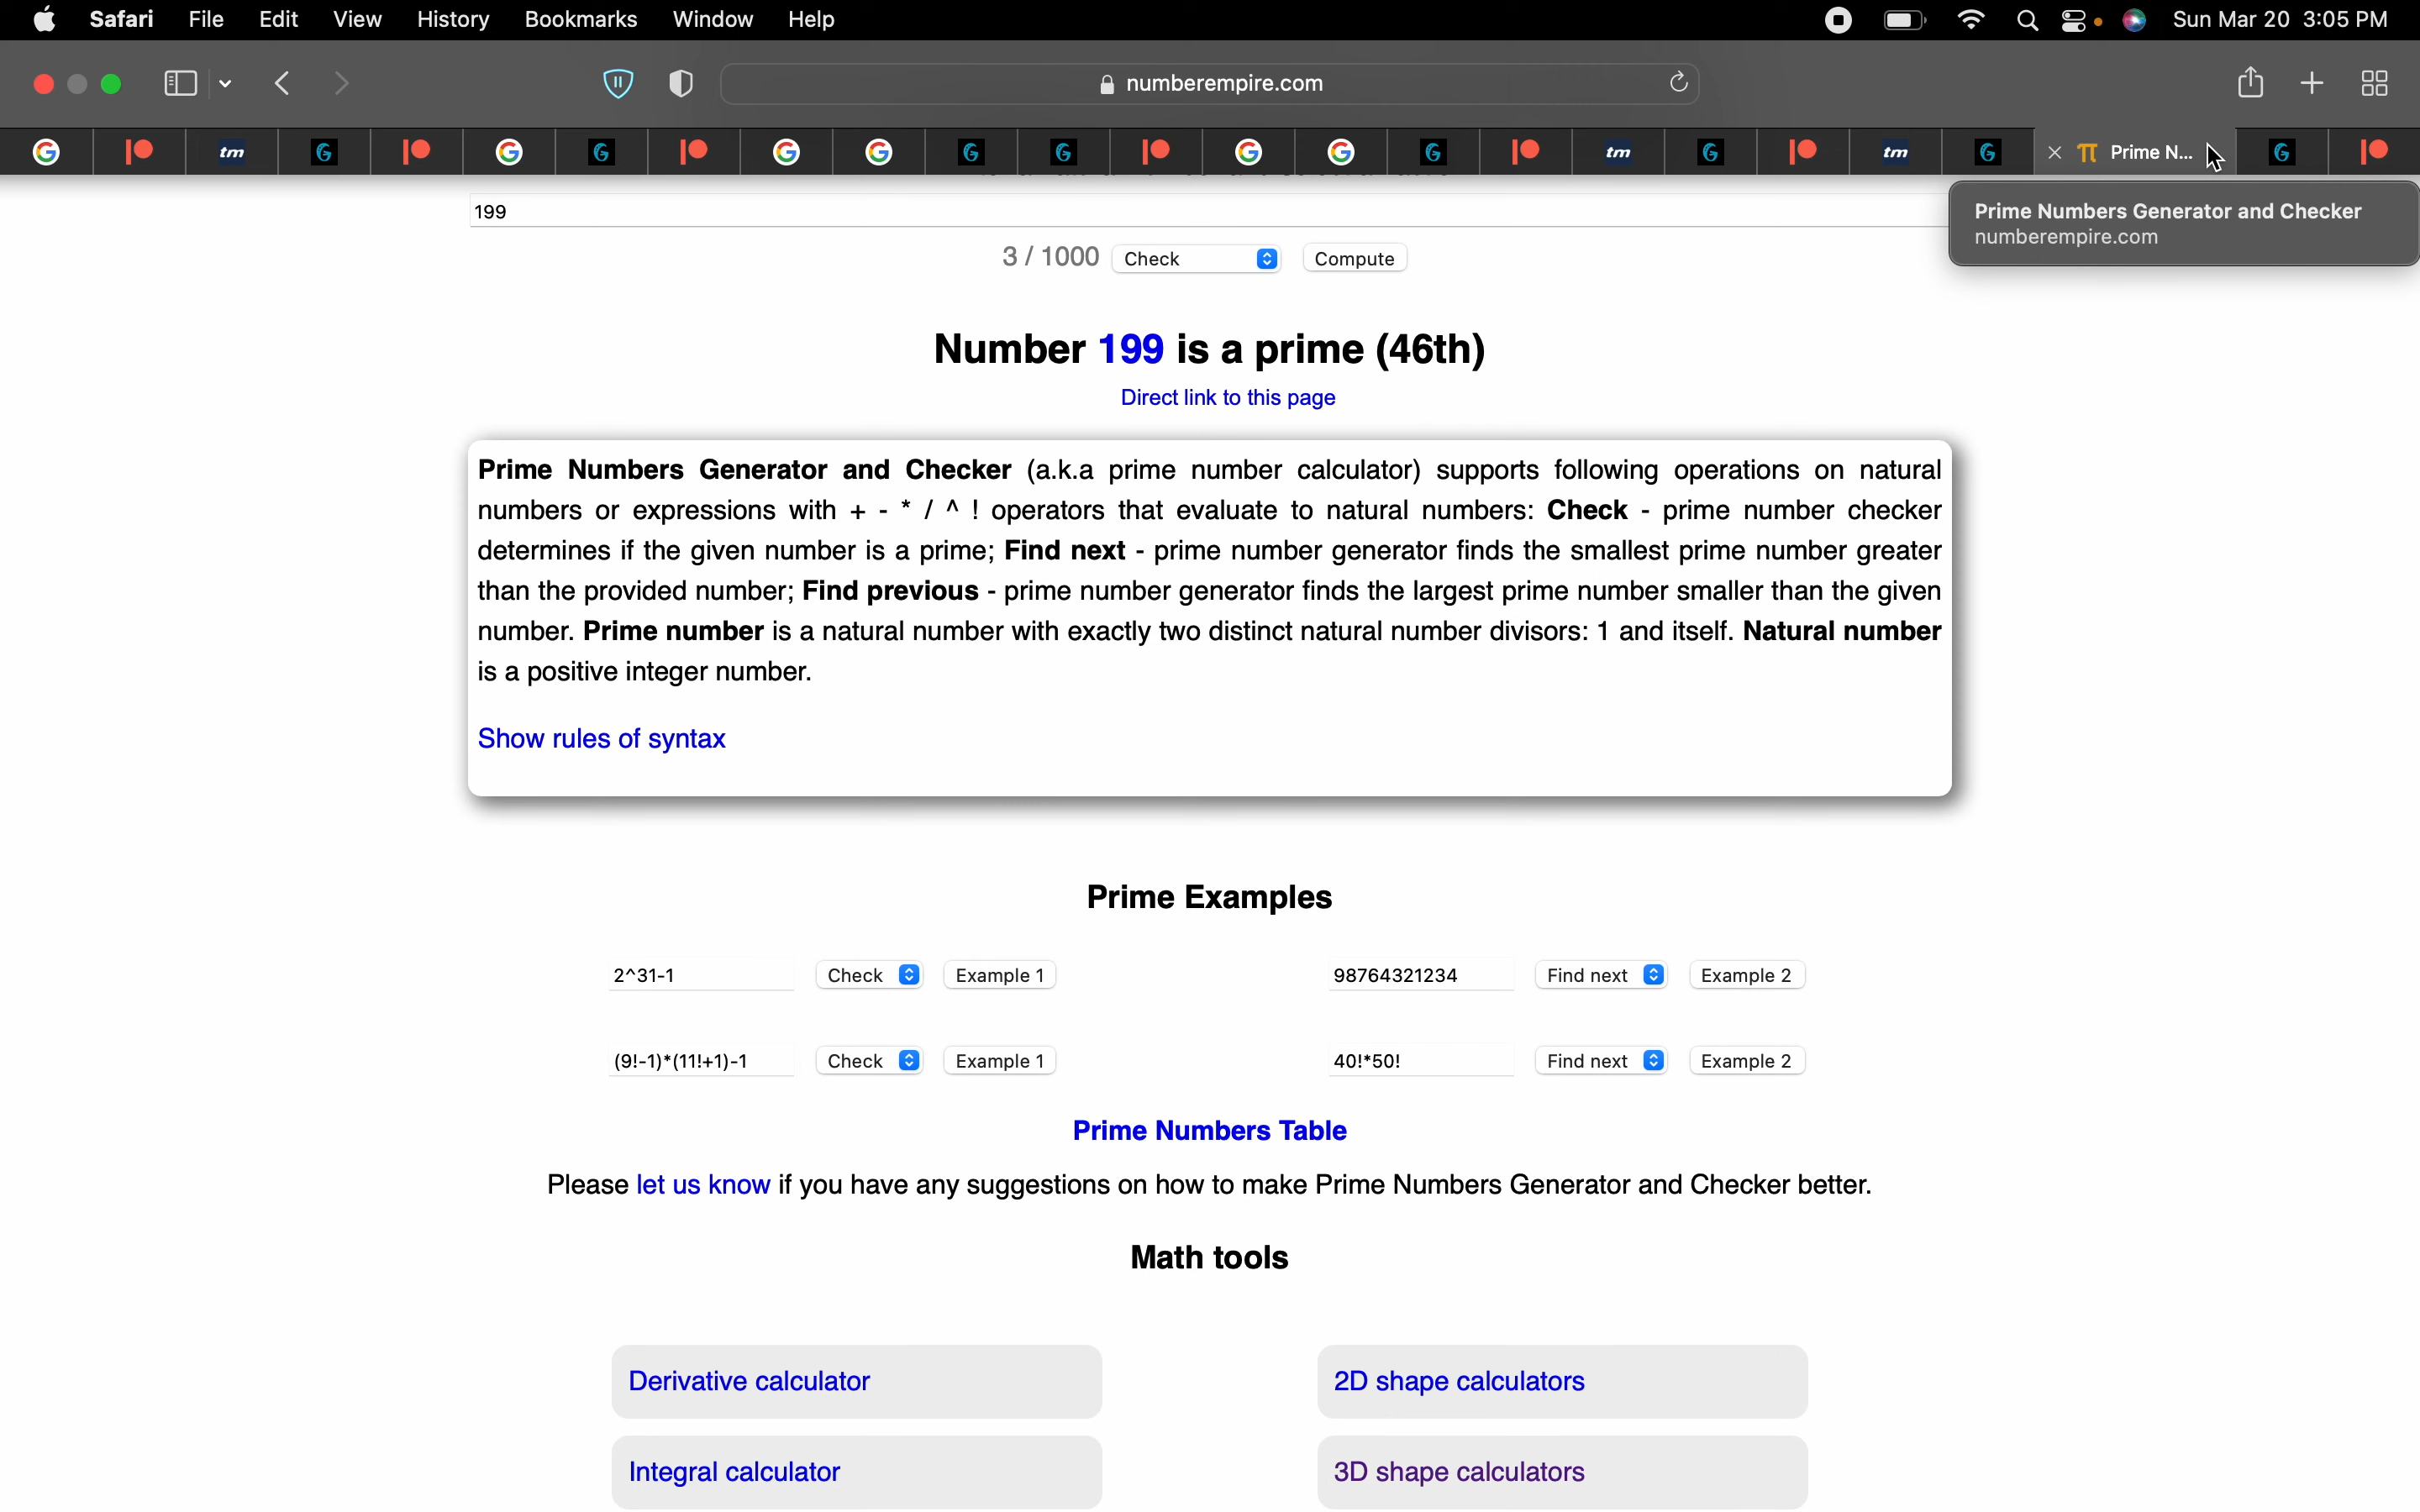 Safari File Edit View History Bookmarks Window Help Sun Mar 20 3:05 PM
numberempire.com
tm tm tm Prime N...
Prime Numbers Generator and Checker
numberempire.com
199
3 / 1000 Check Compute
Number 199 is a prime (46th)
Direct link to this page
Prime Numbers Generator and Checker (a.k.a prime number calculator) supports following operations on natural
numbers or expressions with + - * / ^ ! operators that evaluate to natural numbers: Check - prime number checker
determines if the given number is a prime; Find next - prime number generator finds the smallest prime number greater
than the provided number; Find previous - prime number generator finds the largest prime number smaller than the given
number. Prime number is a natural number with exactly two distinct natural number divisors: 1 and itself. Natural number
is a positive integer number.
Show rules of syntax
Prime Examples
2^31-1 Check Example 1 98764321234 Find next Example 2
(9!-1)*(11!+1)-1 Check Example 1 40!*50! Find next Example 2
Prime Numbers Table
Please let us know if you have any suggestions on how to make Prime Numbers Generator and Checker better.
Math tools
Derivative calculator 2D shape calculators
Integral calculator 3D shape calculators